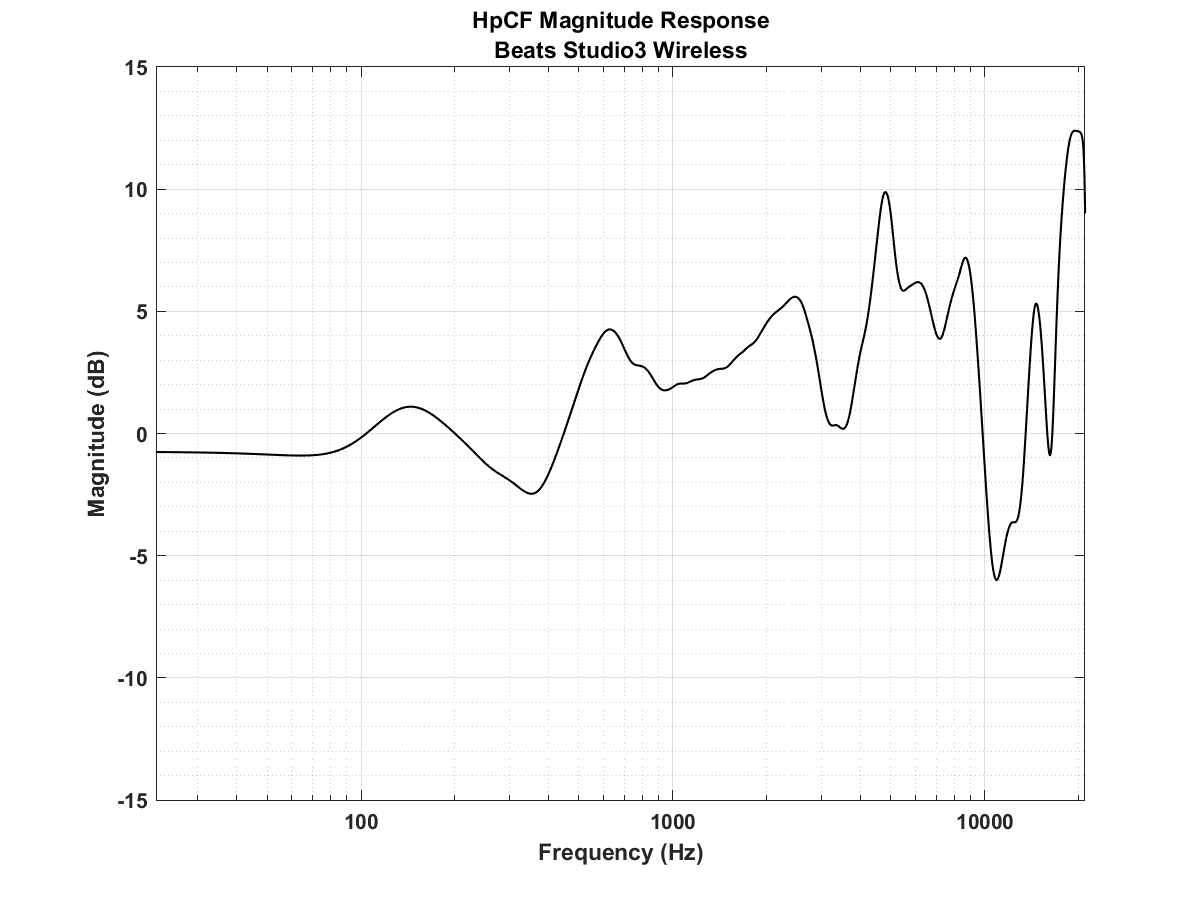 HpCF Magnitude Response
Beats Studio3 Wireless
15
10
5
0
-5
-10
-15
Magnitude (dB)
100 1000 10000
Frequency (Hz)